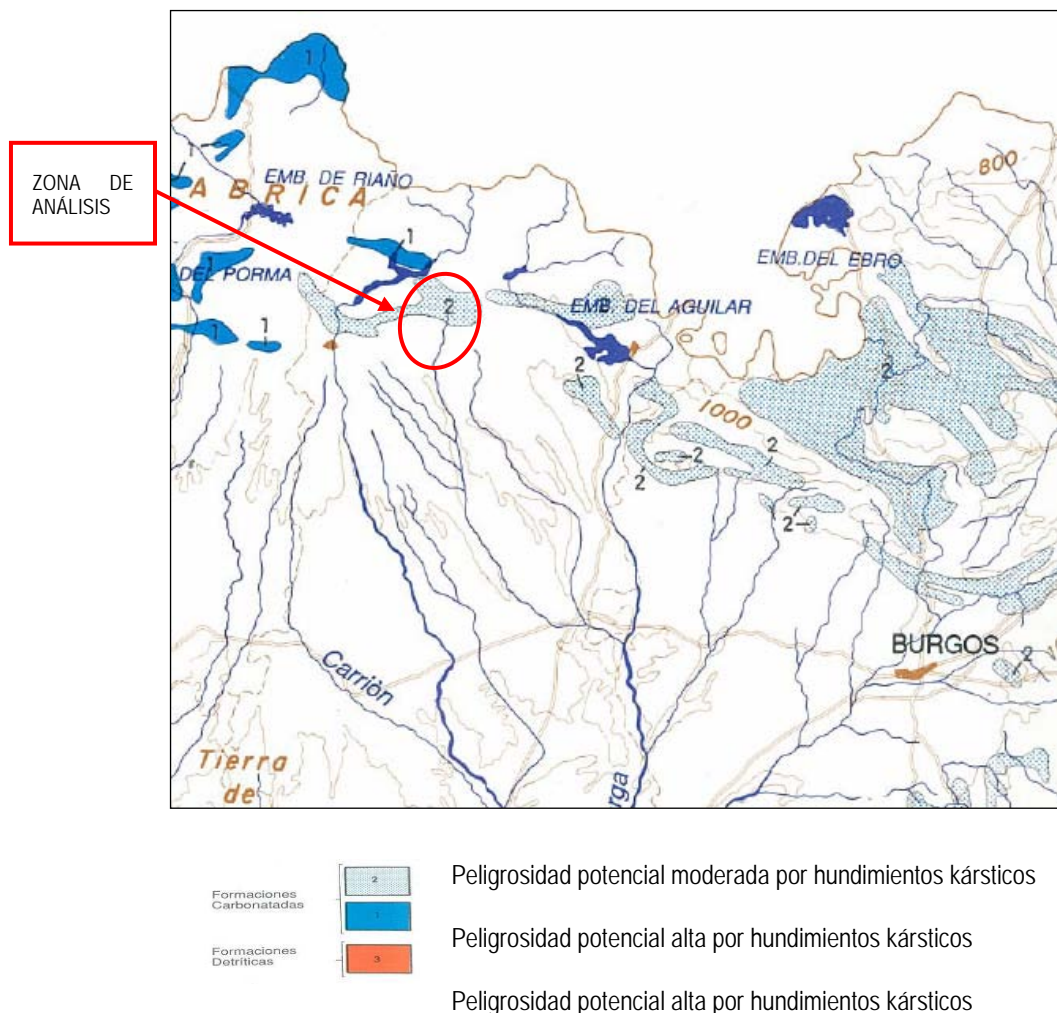 ZONA DE
ANÁLISIS
1
1
1
ABRICA
EMB. DE RIAÑO
1
1
DEL PORMA
1
1
2
EMB. DEL AGUILAR
EMB. DEL EBRO
800
2
1000
2
2
2
2
2
2
BURGOS
2
Carriòn
Tierra
de
rga
Formaciones
Carbonatadas
2
Peligrosidad potencial moderada por hundimientos kársticos
1
Peligrosidad potencial alta por hundimientos kársticos
Formaciones
Detríticas
3
Peligrosidad potencial alta por hundimientos kársticos